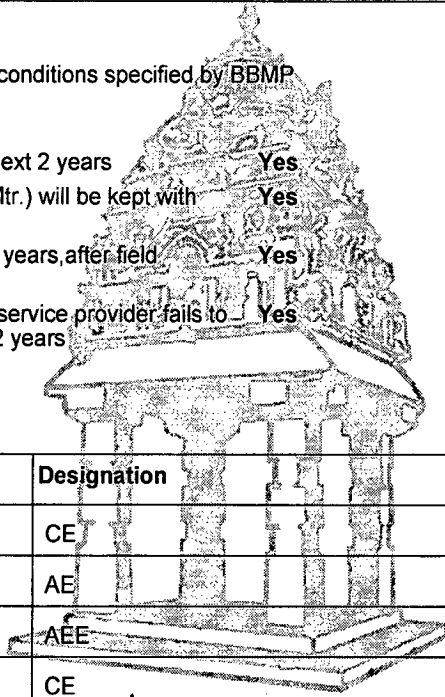 conditions specified by BBMP
ext 2 years Yes
tr.) will be kept with Yes
years,after field Yes
service provider fails to Yes
2 years
Designation
CE
AE
AEE
CE